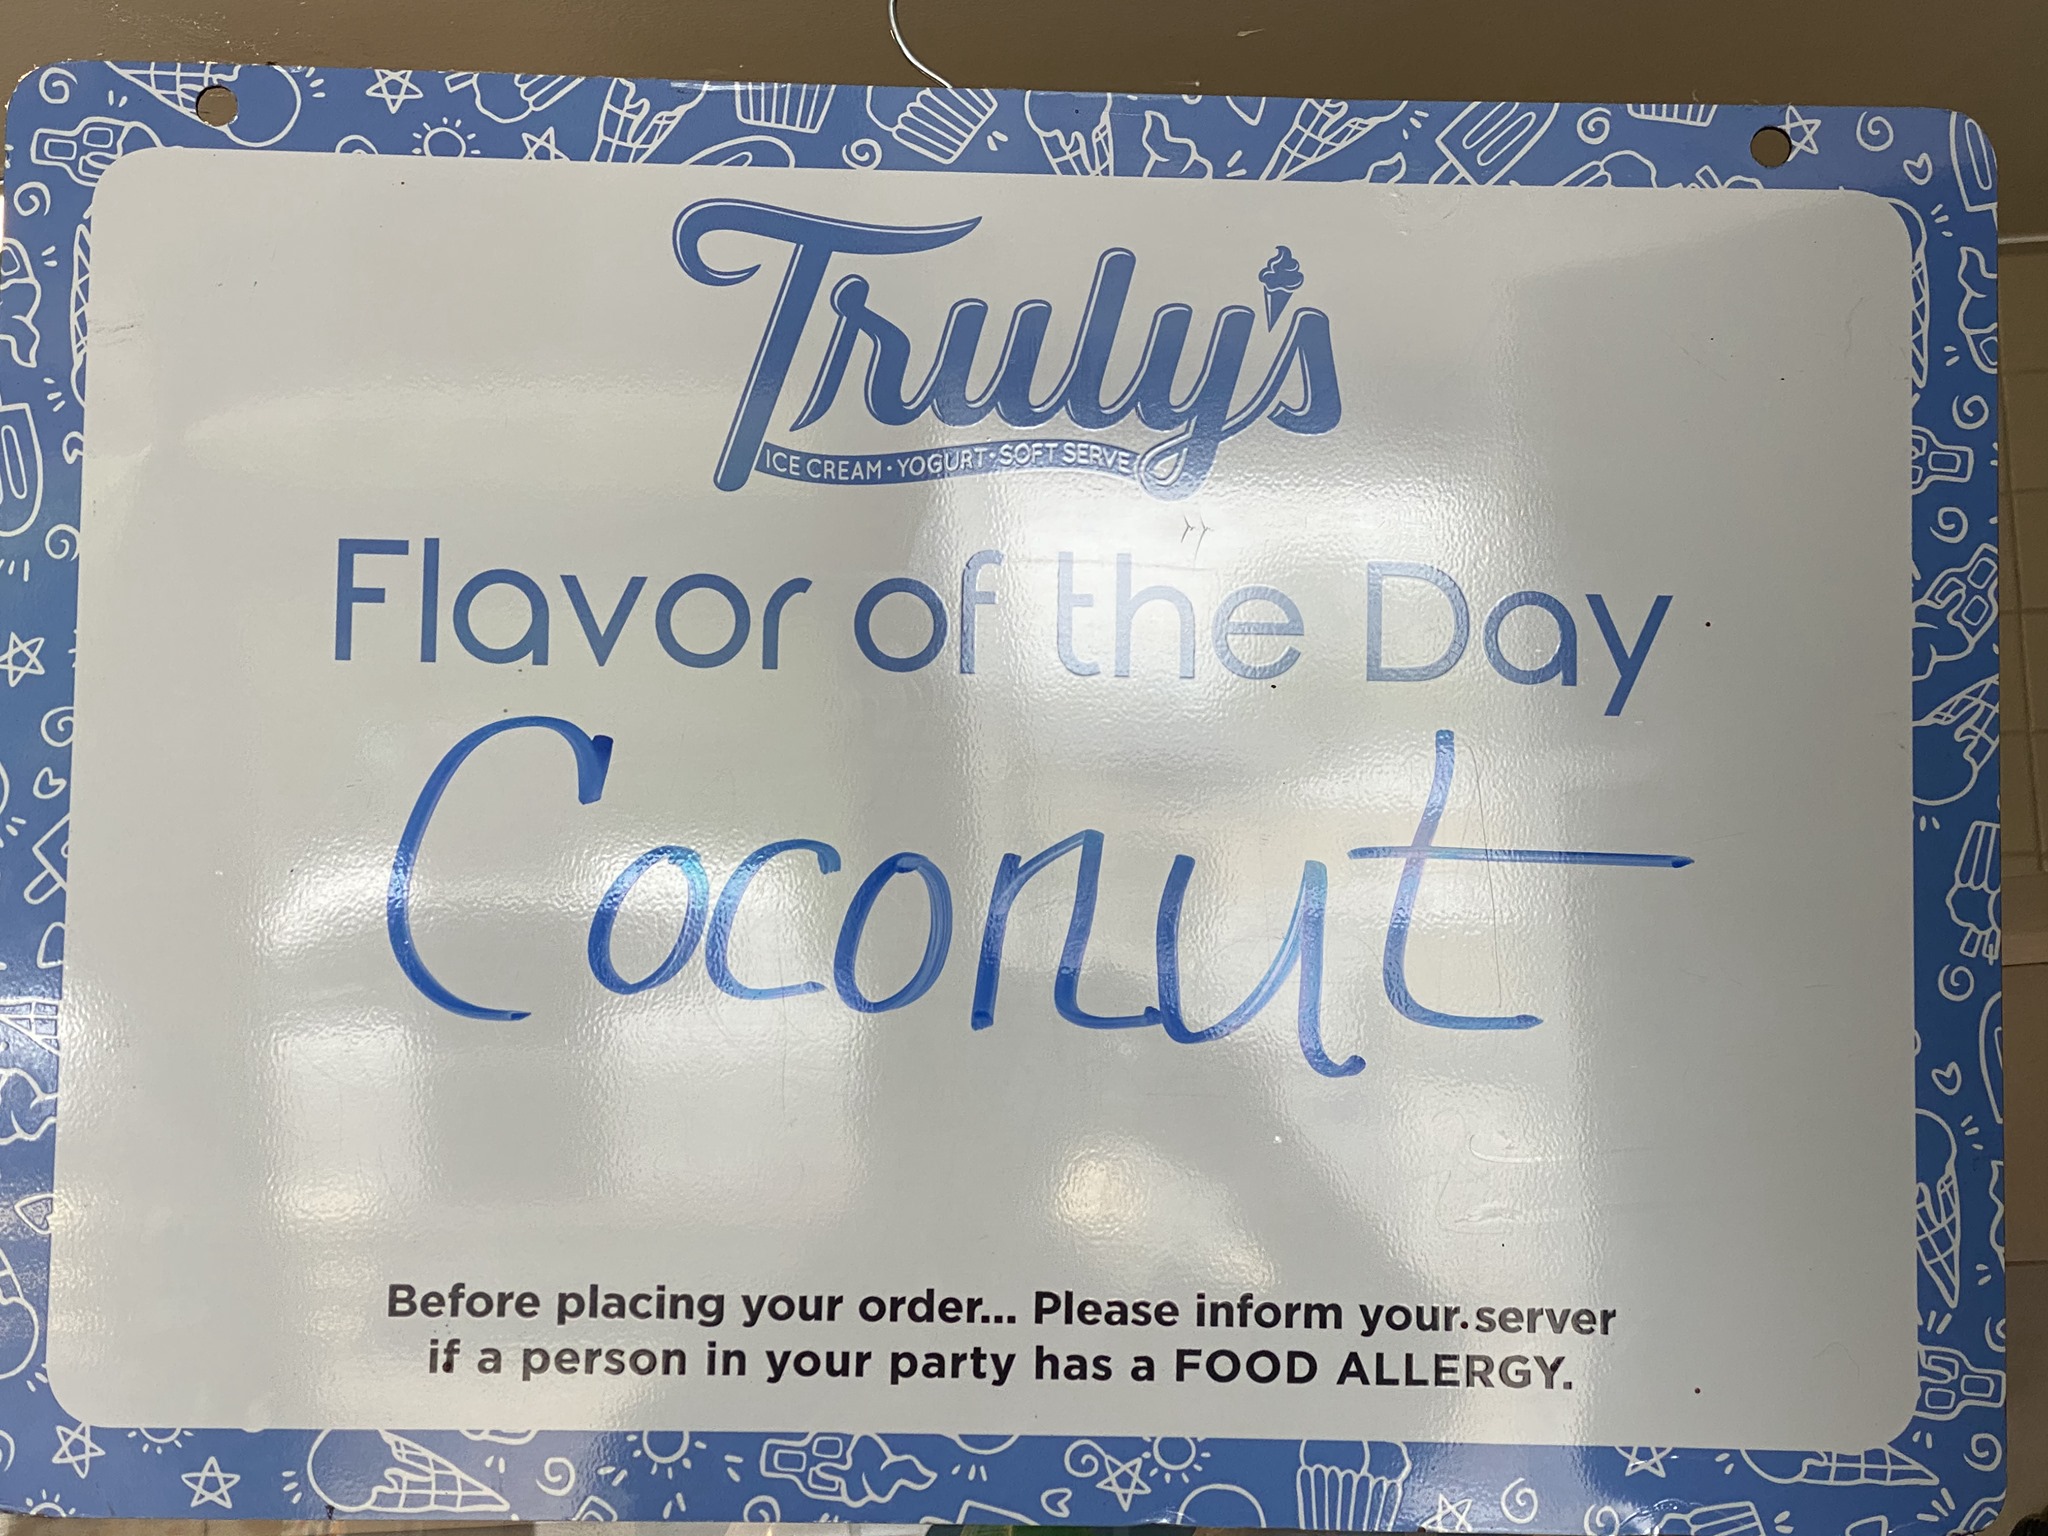 Truly's
ICE CREAM · YOGURT · SOFT SERVE
Flavor of the Day
Coconut
Before placing your order... Please inform your server
if a person in your party has a FOOD ALLERGY.